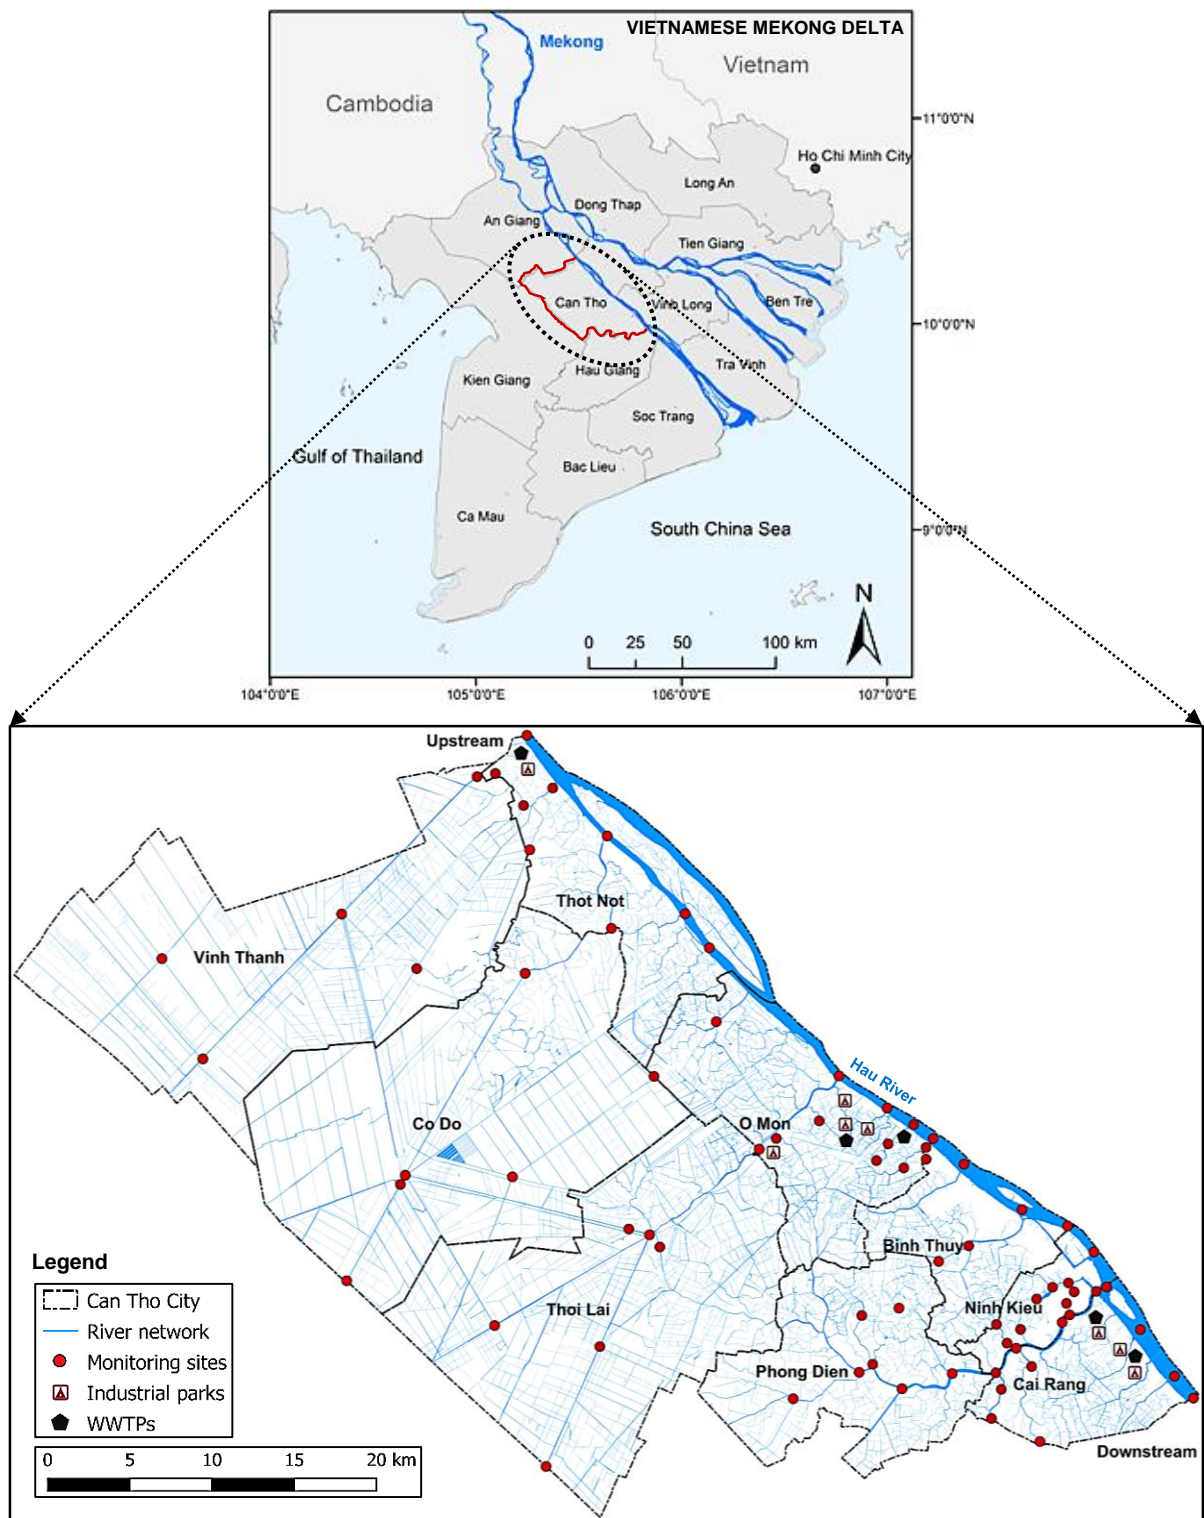 VIETNAMESE MEKONG DELTA
Mekong
Vietnam
Cambodia
11°0'0"N
Ho Chi Minh City
Long An
Dong Thap
An Giang
Tien Giang
Can Tho
Vinh Long
Ben Tre
10°0'0"N
Tra Vinh
Hau Giang
Kien Giang
Soc Trang
Gulf of Thailand
Bac Lieu
Ca Mau
South China Sea
9°0'0"N
N
0 25 50 100 km
104°0'0"E 105°0'0"E 106°0'0"E 107°0'0"E
Upstream
Thot Not
Vinh Thanh
Hau River
Co Do
O Mon
Binh Thuy
Legend
Can Tho City
River network
Monitoring sites
Industrial parks
WWTPs
0 5 10 15 20 km
Thoi Lai
Ninh Kieu
Phong Dien
Cai Rang
Downstream